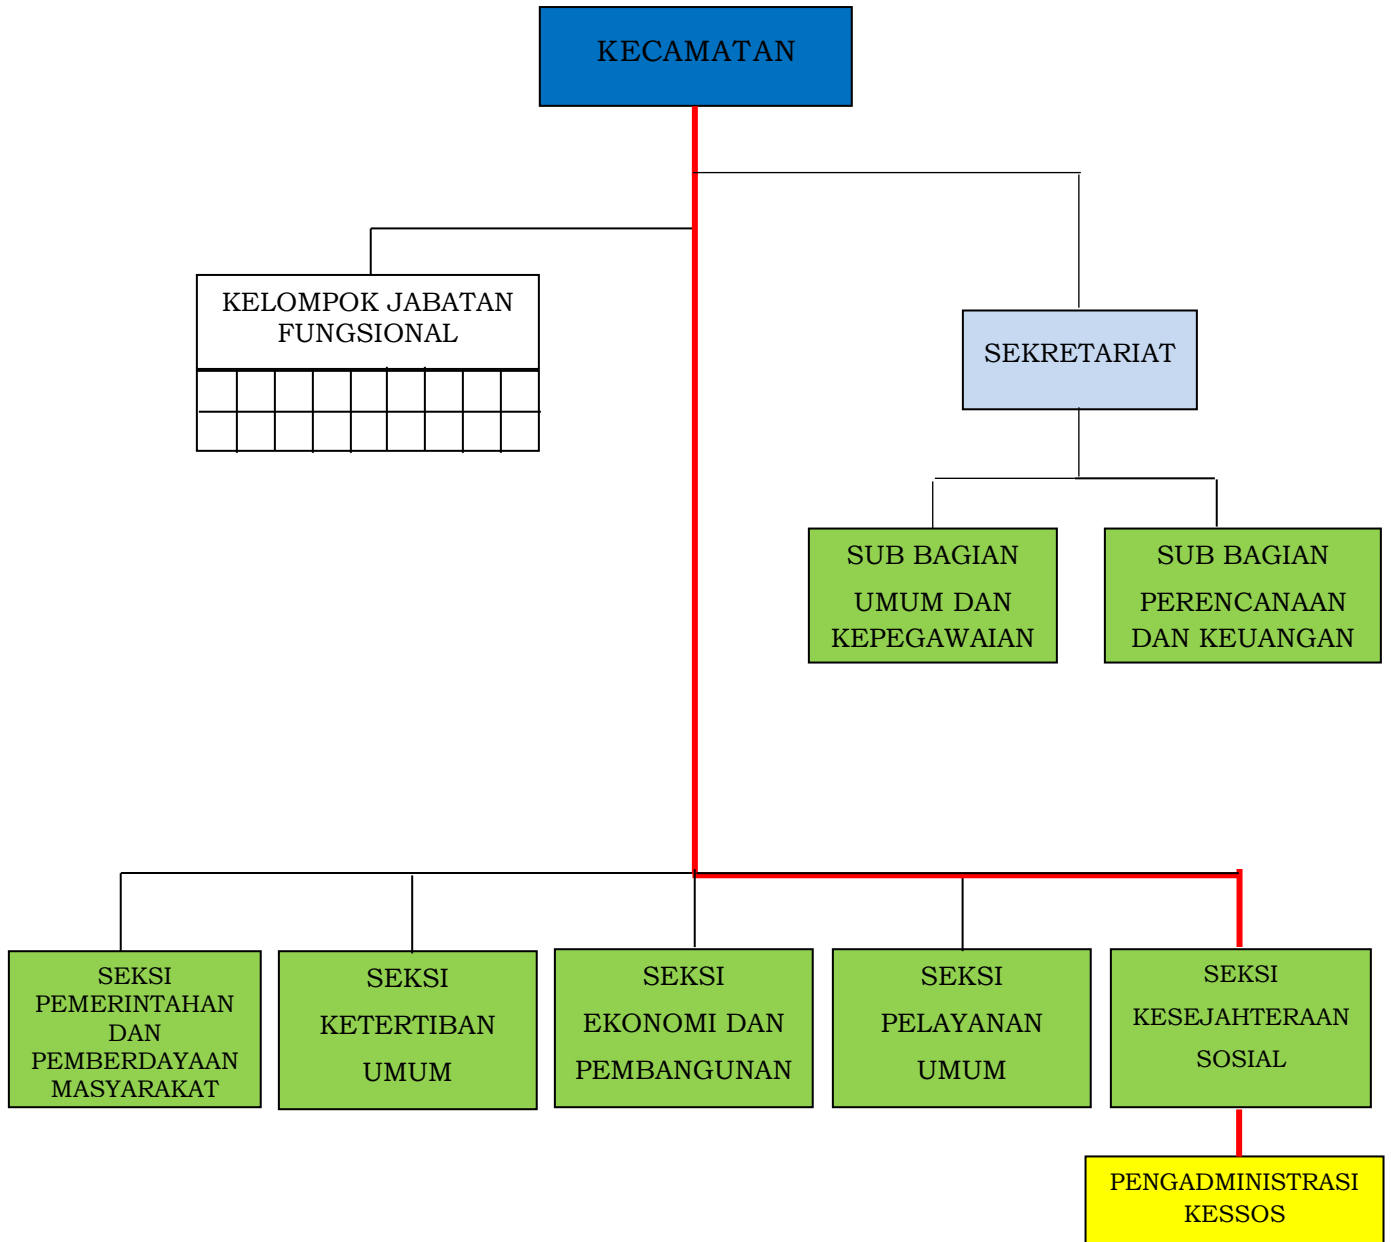 KECAMATAN
KELOMPOK JABATAN
FUNGSIONAL
SEKRETARIAT
SUB BAGIAN
UMUM DAN
KEPEGAWAIAN
SUB BAGIAN
PERENCANAAN
DAN KEUANGAN
SEKSI
PEMERINTAHAN
DAN
PEMBERDAYAAN
MASYARAKAT
SEKSI
KETERTIBAN
UMUM
SEKSI
EKONOMI DAN
PEMBANGUNAN
SEKSI
PELAYANAN
UMUM
SEKSI
KESEJAHTERAAN
SOSIAL
PENGADMINISTRASI
KESSOS